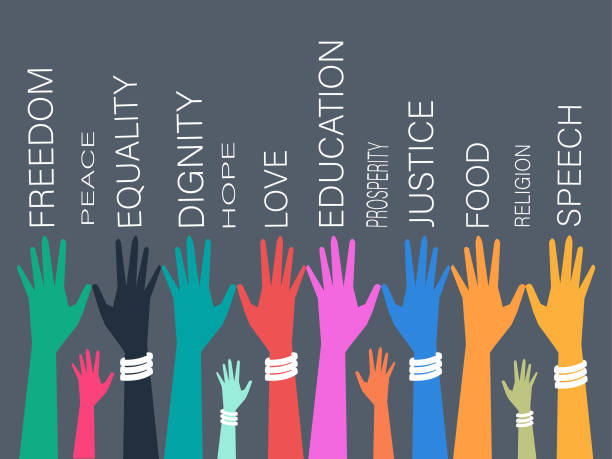 FREEDOM
PEACE
EQUALITY
DIGNITY
HOPE
LOVE
EDUCATION
PROSPERITY
JUSTICE
FOOD
RELIGION
SPEECH